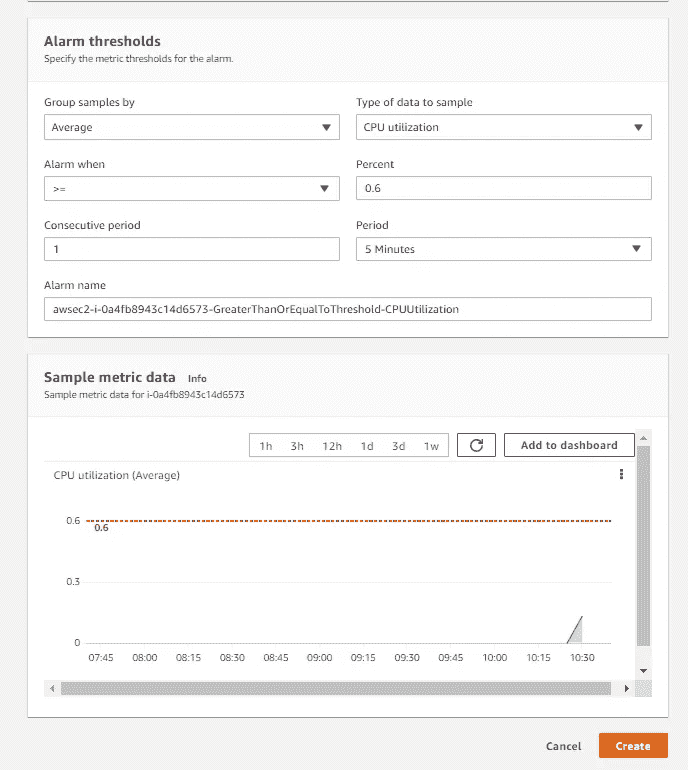 Alarm thresholds
Specify the metric thresholds for the alarm.
Group samples by
Type of data to sample
Average
CPU utilization
Alarm when
Percent
>=
0.6
Consecutive period
Period
1
5 Minutes
Alarm name
awsec2-i-0a4fb8943c14d6573-GreaterThanOrEqualToThreshold-CPUUtilization
Sample metric data Info
Sample metric data for i-0a4fb8943c14d6573
1h 3h 12h 1d 3d 1w
Add to dashboard
CPU utilization (Average)
0.6
0.6
0.3
0
07:45 08:00 08:15 08:30 08:45 09:00 09:15 09:30 09:45 10:00 10:15 10:30
Cancel
Create